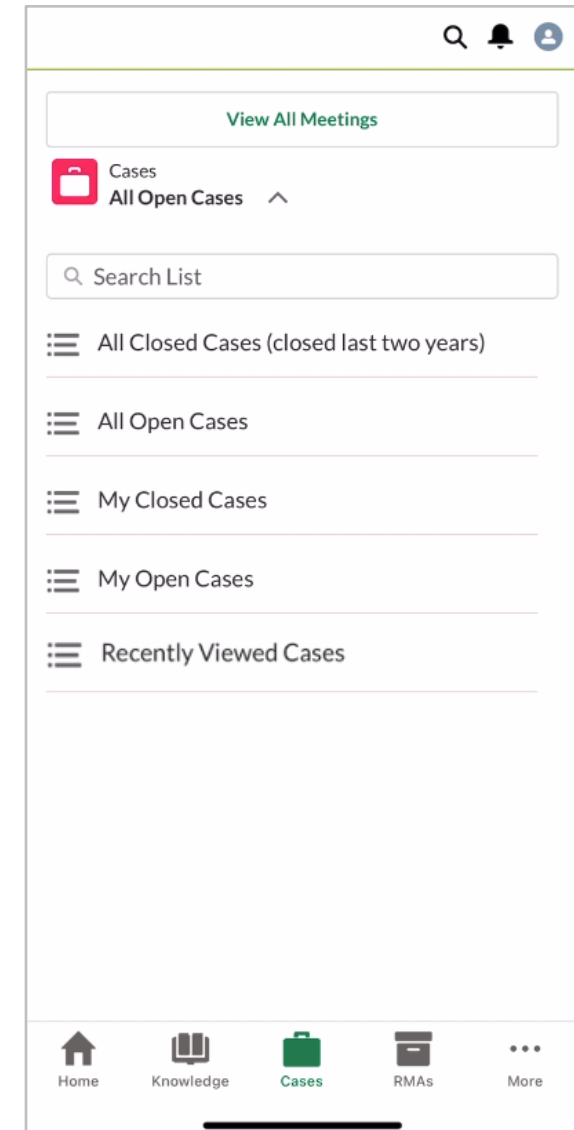 View All Meetings
Cases
All Open Cases
Search List
All Closed Cases (closed last two years)
All Open Cases
My Closed Cases
My Open Cases
Recently Viewed Cases
Home
Knowledge
Cases
RMAs
More